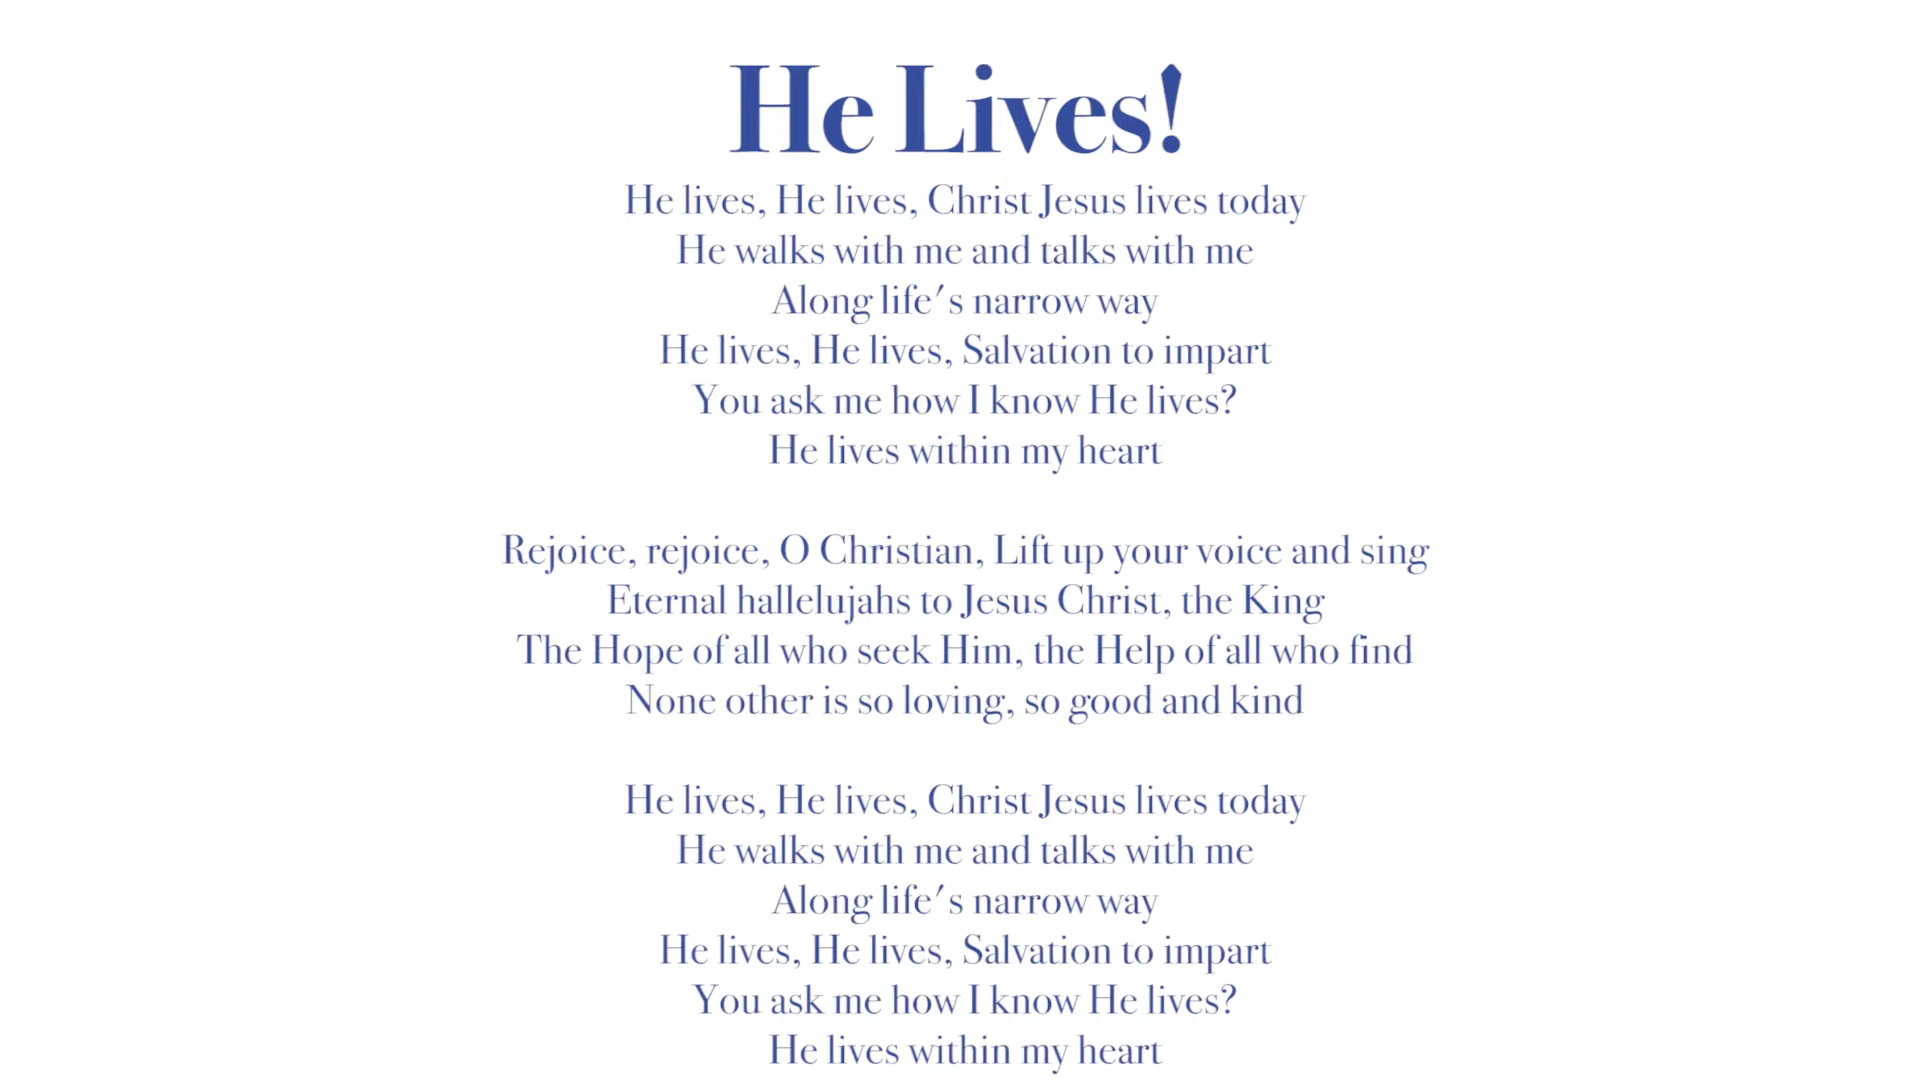 He Lives!
He lives, He lives, Christ Jesus lives today
He walks with me and talks with me
Along life's narrow way
He lives, He lives, Salvation to impart
You ask me how I know He lives?
He lives within my heart
Rejoice, rejoice, O Christian, Lift up your voice and sing
Eternal hallelujahs to Jesus Christ, the King
The Hope of all who seek Him, the Help of all who find
None other is so loving, so good and kind
He lives, He lives, Christ Jesus lives today
He walks with me and talks with me
Along life's narrow way
He lives, He lives, Salvation to impart
You ask me how I know He lives?
He lives within my heart